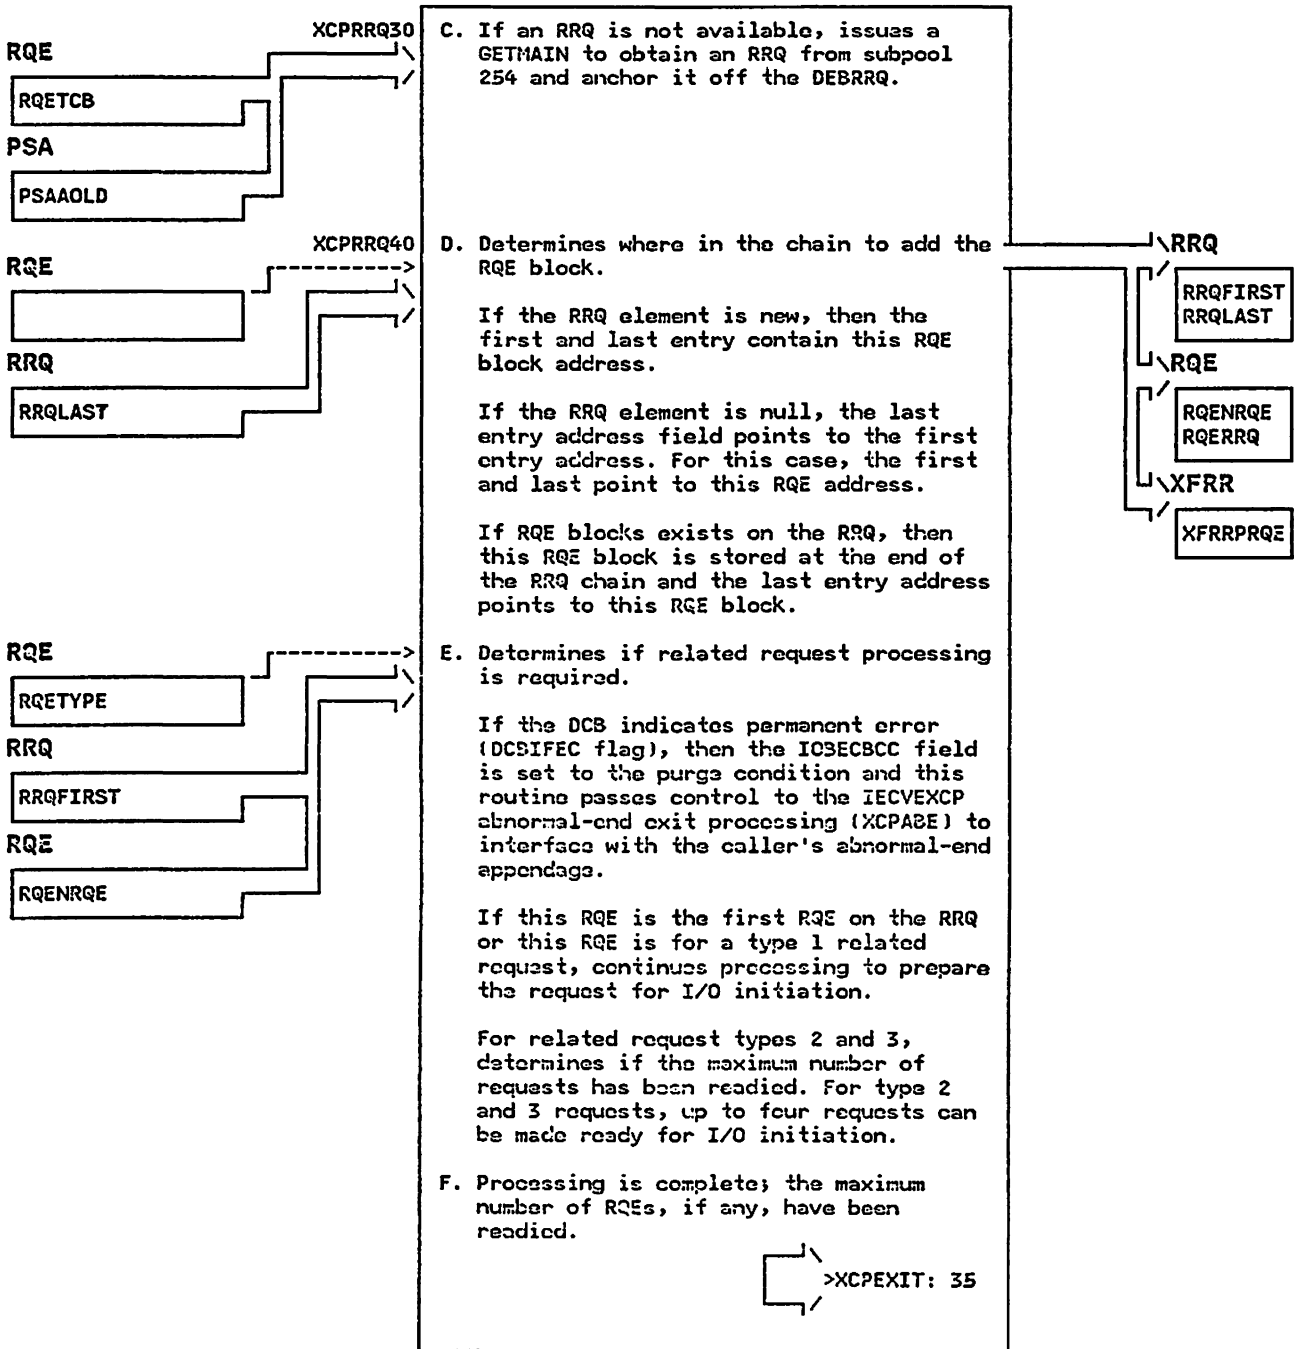 XCPRRQ30
RQE
RQETCB
PSA
PSAAOLD
C. If an RRQ is not available, issues a
GETMAIN to obtain an RRQ from subpool
254 and anchor it off the DEBRRQ.
XCPRRQ40
RQE
RRQ
RRQLAST
D. Determines where in the chain to add the
RQE block.
If the RRQ element is new, then the
first and last entry contain this RQE
block address.
If the RRQ element is null, the last
entry address field points to the first
entry address. For this case, the first
and last point to this RQE address.
If RQE blocks exists on the RRQ, then
this RQE block is stored at the end of
the RRQ chain and the last entry address
points to this RQE block.
RRQ
RRQFIRST
RRQLAST
RQE
RQENRQE
RQERRQ
XFRR
XFRRPRQE
RQE
RQETYPE
RRQ
RRQFIRST
RQE
RQENRQE
E. Determines if related request processing
is required.
If the DCB indicates permanent error
(DCBIFEC flag), then the IOBECBCC field
is set to the purge condition and this
routine passes control to the IECVEXCP
abnormal-end exit processing (XCPABE) to
interface with the caller's abnormal-end
appendage.
If this RQE is the first RQE on the RRQ
or this RQE is for a type 1 related
request, continues processing to prepare
the request for I/O initiation.
For related request types 2 and 3,
determines if the maximum number of
requests has been readied. For type 2
and 3 requests, up to four requests can
be made ready for I/O initiation.
F. Processing is complete; the maximum
number of RQEs, if any, have been
readied.
>XCPEXIT: 35